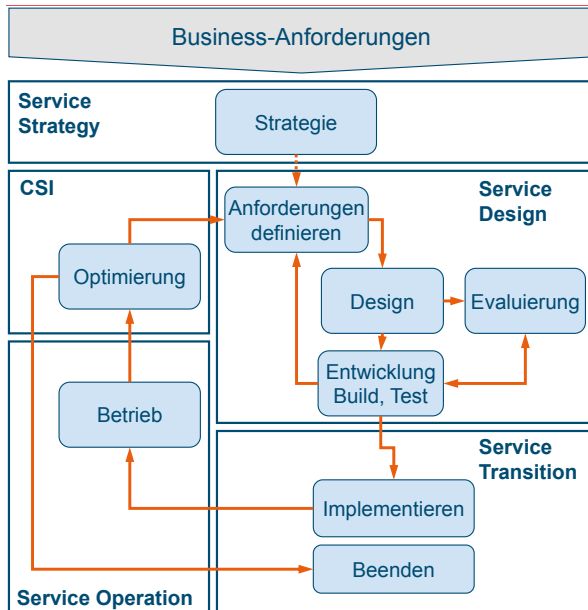 Business-Anforderungen
Service
Strategy
Strategie
CSI
Service
Design
Anforderungen
definieren
Optimierung
Design
Evaluierung
Entwicklung
Build, Test
Betrieb
Service
Transition
Implementieren
Beenden
Service Operation